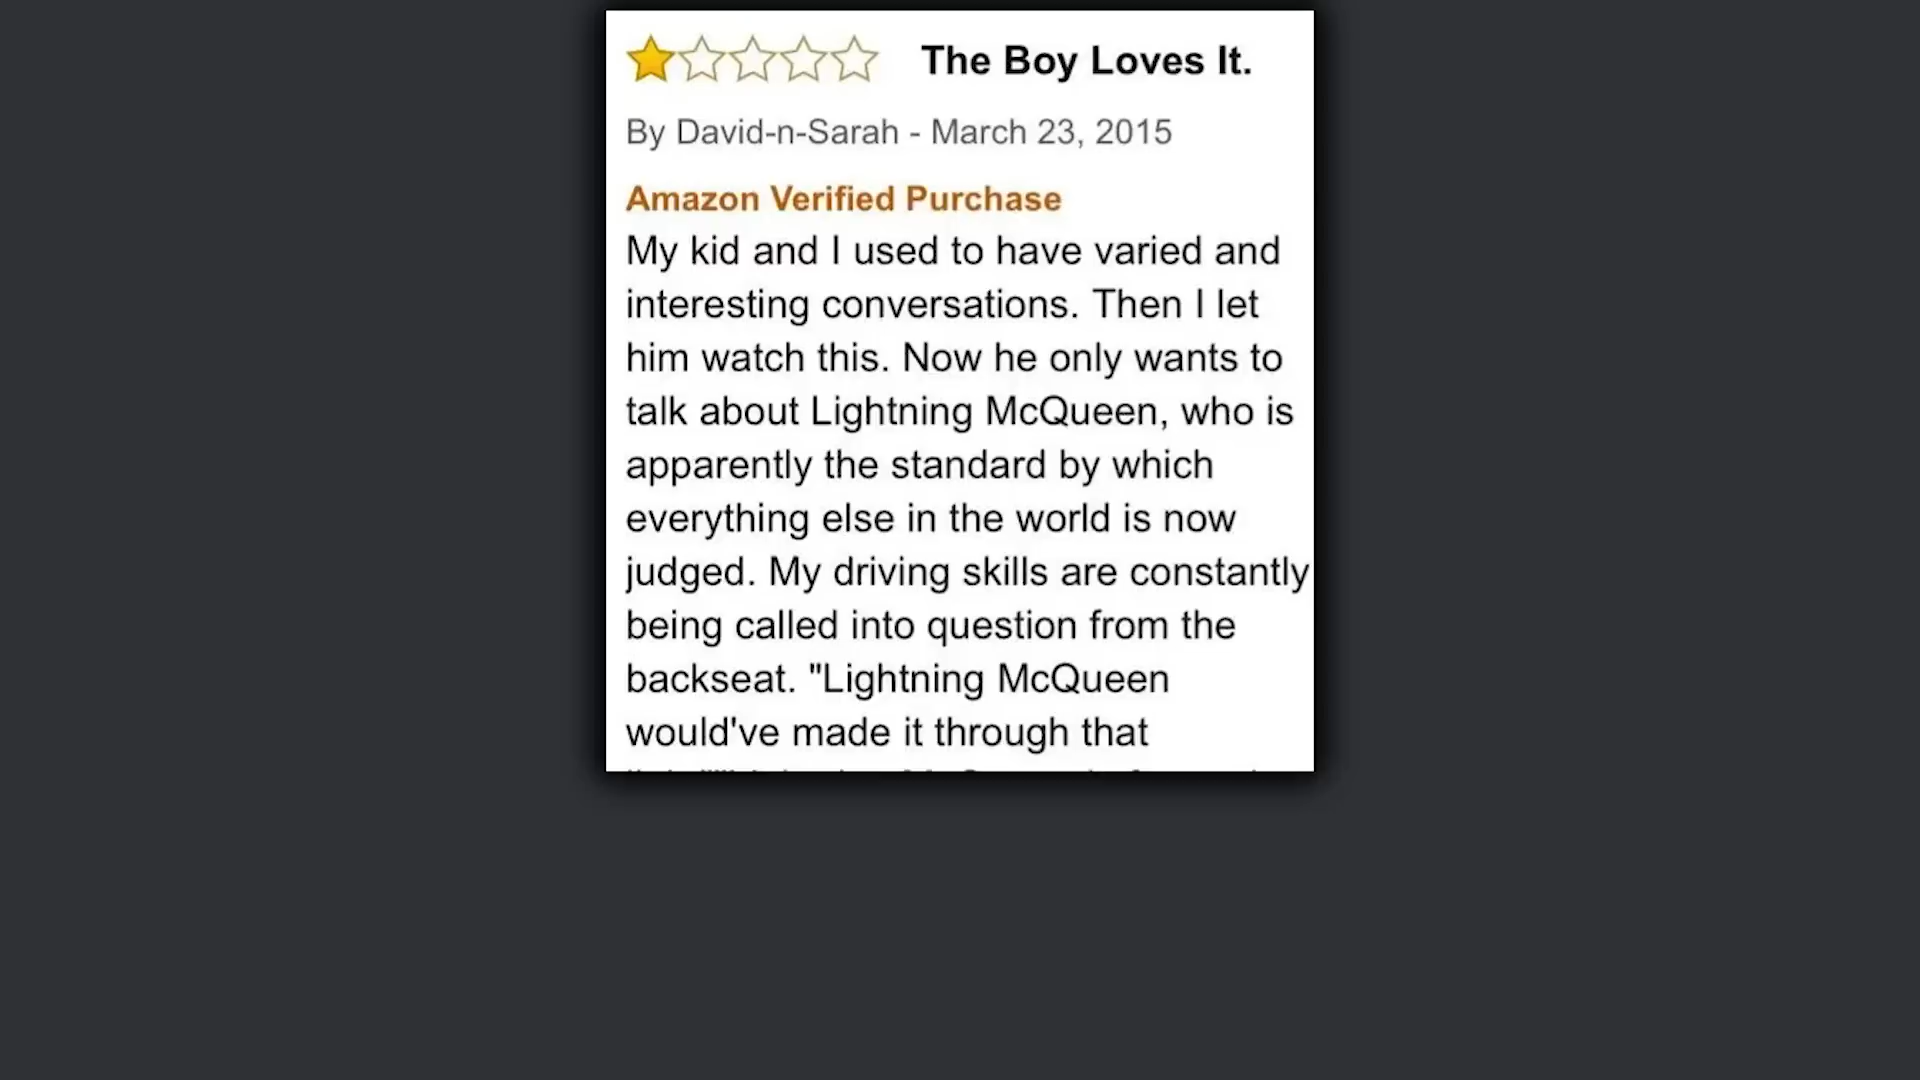 The Boy Loves It.
By David-n-Sarah - March 23, 2015
Amazon Verified Purchase
My kid and I used to have varied and
interesting conversations. Then I let
him watch this. Now he only wants to
talk about Lightning McQueen, who is
apparently the standard by which
everything else in the world is now
judged. My driving skills are constantly
being called into question from the
backseat. "Lightning McQueen
would've made it through that